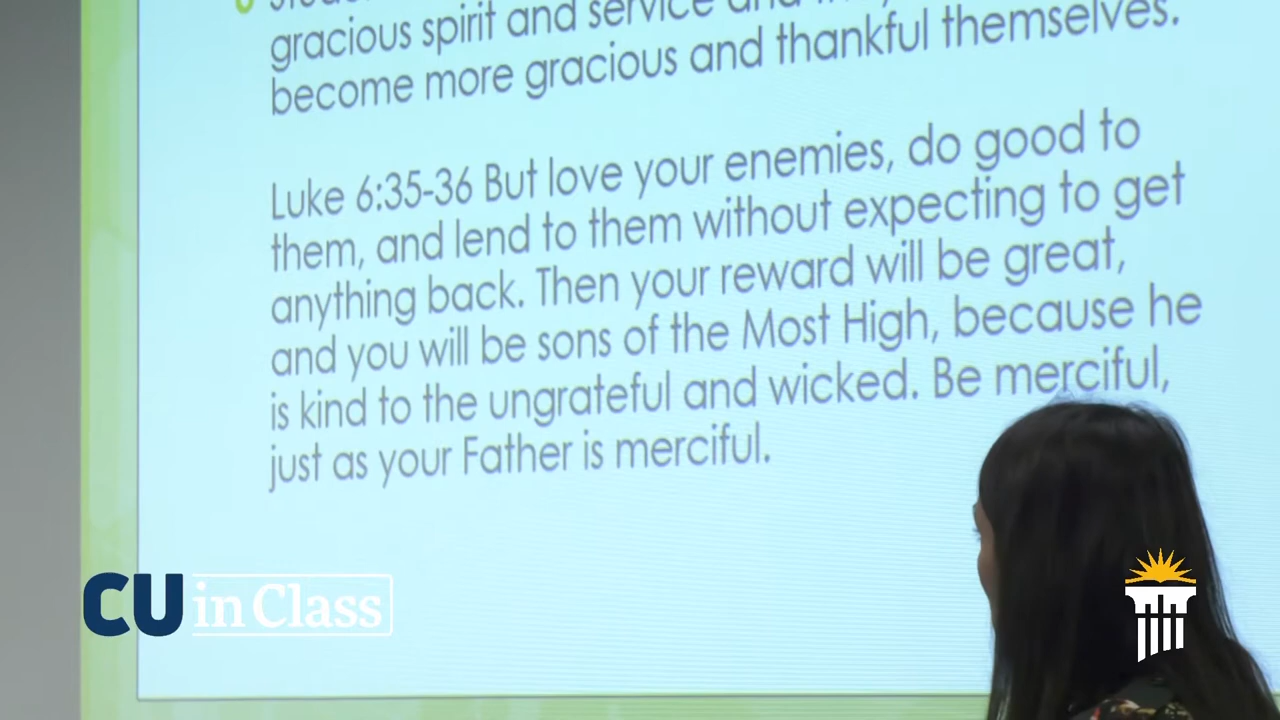 gracious spirit and service and
become more gracious and thankful themselves.
Luke 6:35-36 But love your enemies, do good to
them, and lend to them without expecting to get
anything back. Then your reward will be great,
and you will be sons of the Most High, because he
is kind to the ungrateful and wicked. Be merciful,
just as your Father is merciful.
CU in Class